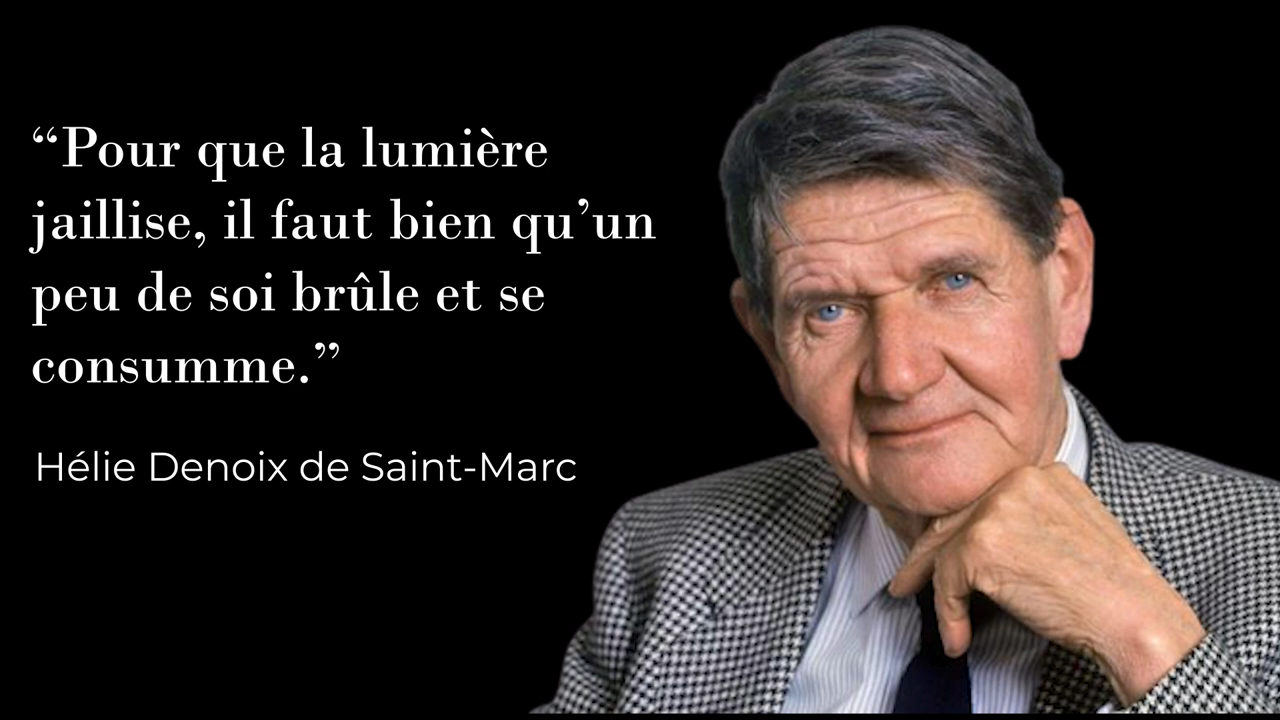 “Pour que la lumière
jaillise, il faut bien qu’un
peu de soi brûle et se
consumme.”
Hélie Denoix de Saint-Marc